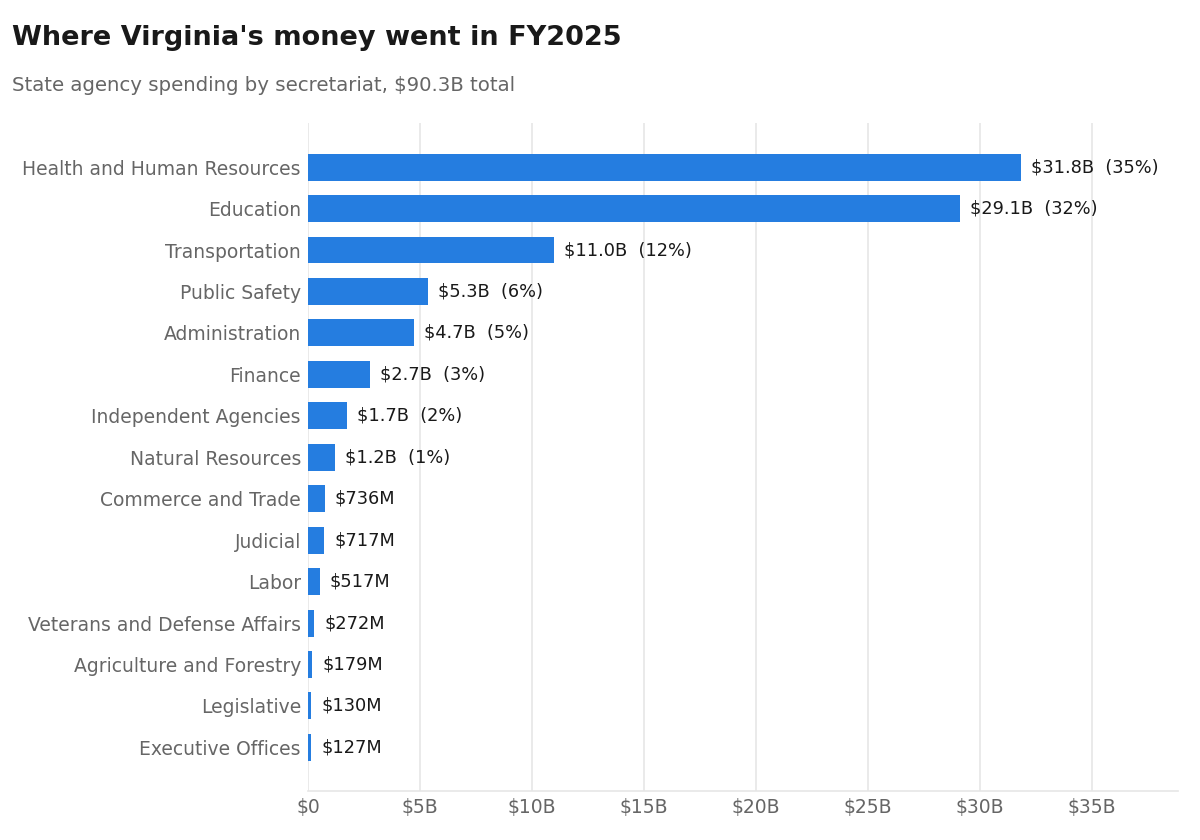 Where Virginia's money went in FY2025
State agency spending by secretariat, $90.3B total
Health and Human Resources $31.8B (35%)
Education $29.1B (32%)
Transportation $11.0B (12%)
Public Safety $5.3B (6%)
Administration $4.7B (5%)
Finance $2.7B (3%)
Independent Agencies $1.7B (2%)
Natural Resources $1.2B (1%)
Commerce and Trade $736M
Judicial $717M
Labor $517M
Veterans and Defense Affairs $272M
Agriculture and Forestry $179M
Legislative $130M
Executive Offices $127M
$0 $5B $10B $15B $20B $25B $30B $35B